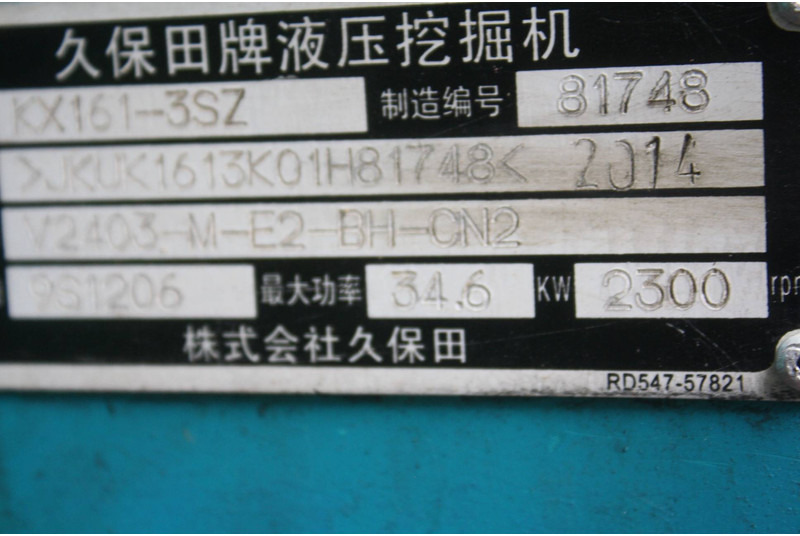 久保田牌液压挖掘机
KX161-3SZ 制造编号 81748
>JKUK1613K01H81748< 2014
V2403-M-E2-BH-CN2
9S1206 最大功率 34.6 KW 2300 rpm
株式会社久保田
RD547-57821